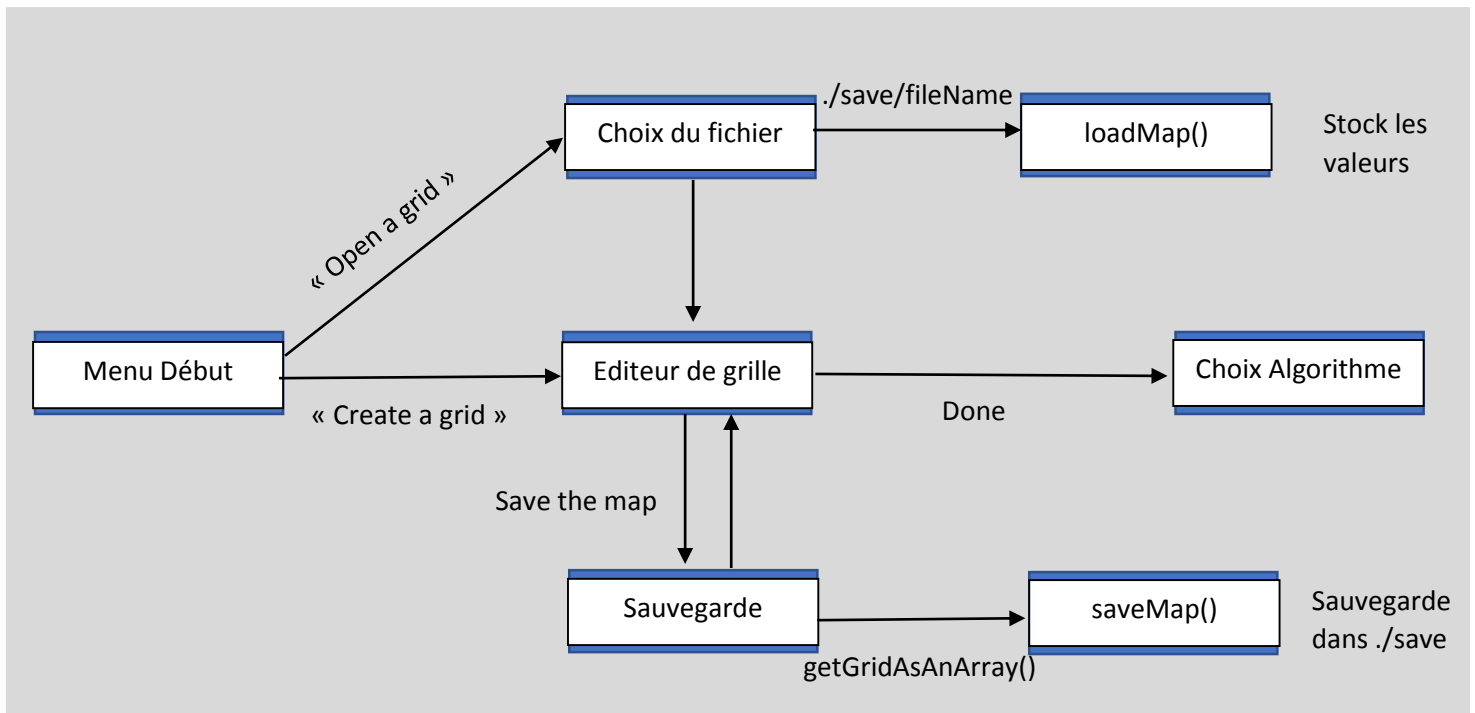 ./save/fileName
Choix du fichier
loadMap()
Stock les
valeurs
« Open a grid »
Menu Début
Editeur de grille
Choix Algorithme
« Create a grid »
Done
Save the map
Sauvegarde
saveMap()
Sauvegarde
dans ./save
getGridAsAnArray()